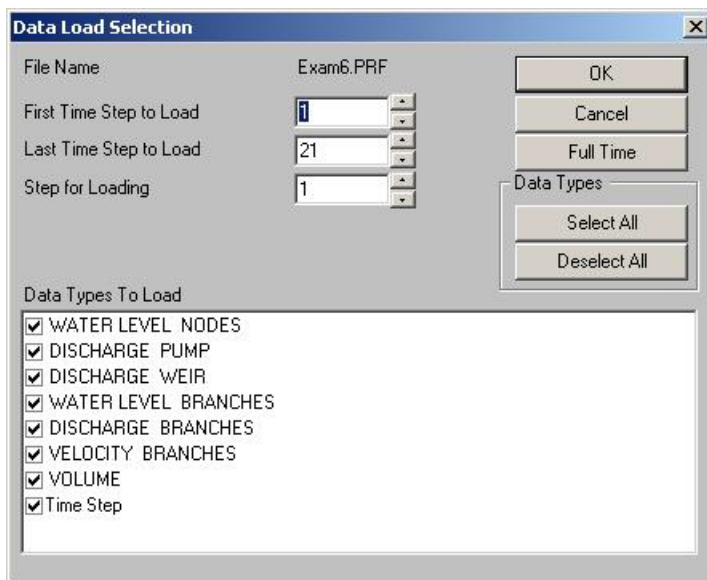 Data Load Selection
File Name Exam6.PRF
OK
First Time Step to Load 1
Cancel
Last Time Step to Load 21
Full Time
Step for Loading 1
Data Types
Select All
Deselect All
Data Types To Load
WATER LEVEL NODES
DISCHARGE PUMP
DISCHARGE WEIR
WATER LEVEL BRANCHES
DISCHARGE BRANCHES
VELOCITY BRANCHES
VOLUME
Time Step